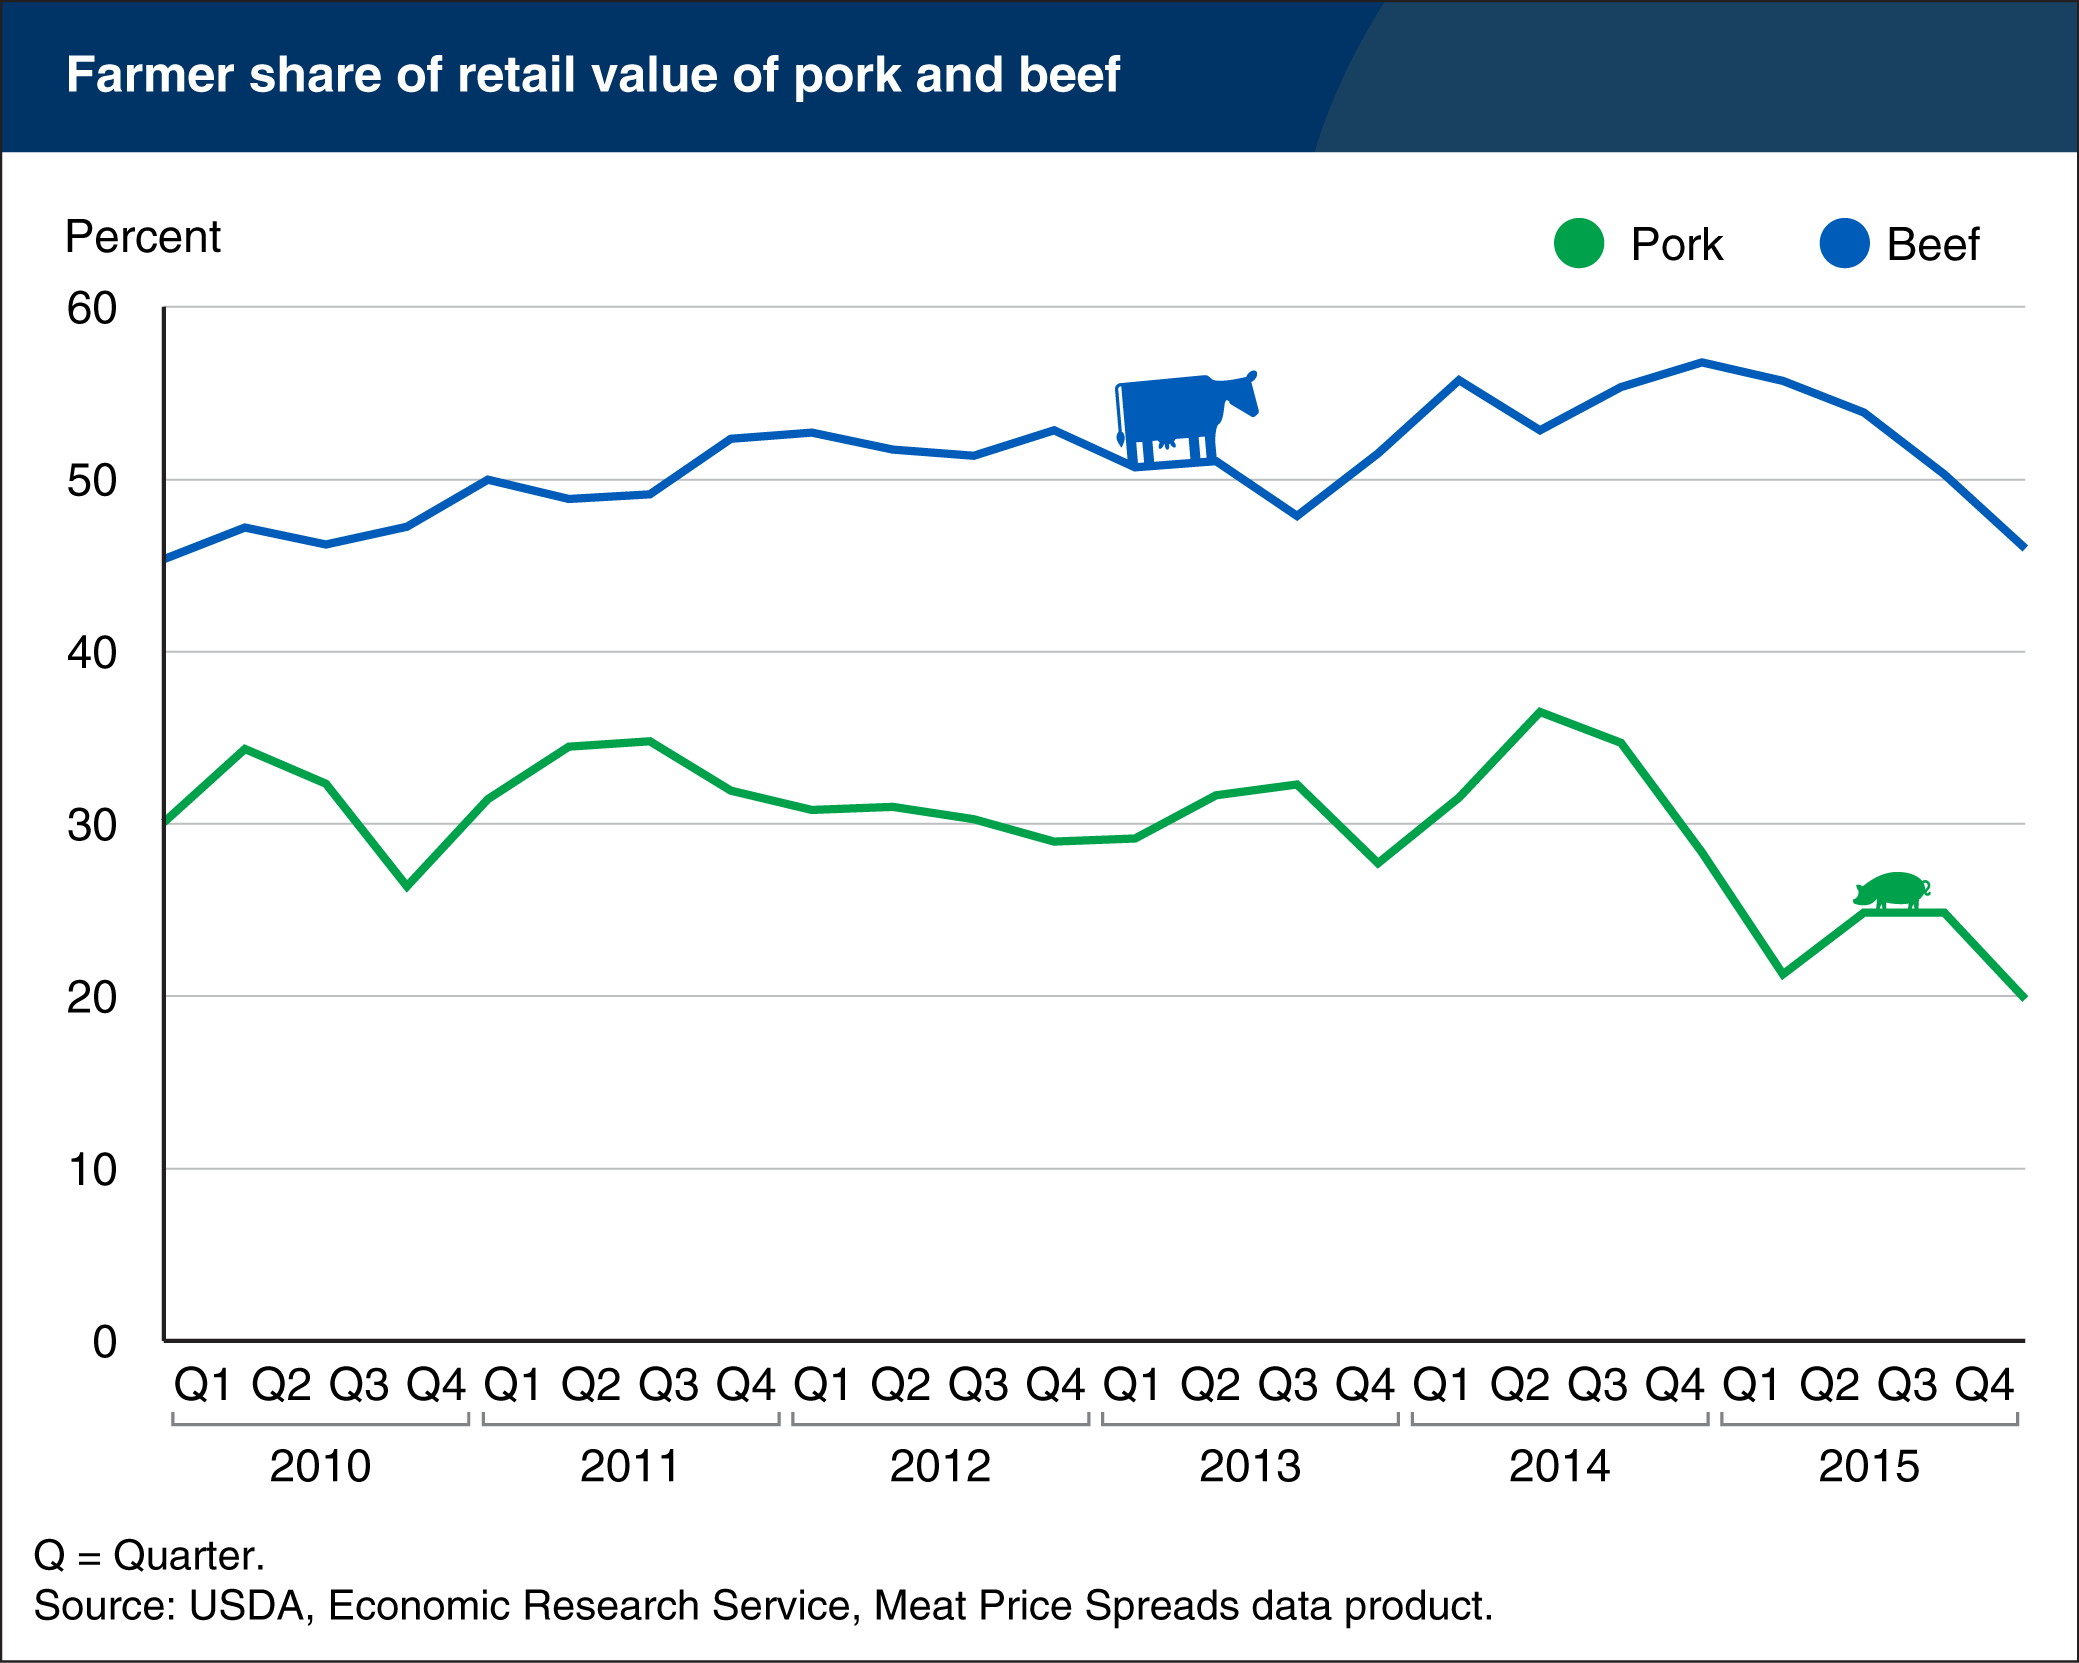 Farmer share of retail value of pork and beef
Percent
Pork Beef
60
50
40
30
20
10
0
Q1 Q2 Q3 Q4 Q1 Q2 Q3 Q4 Q1 Q2 Q3 Q4 Q1 Q2 Q3 Q4 Q1 Q2 Q3 Q4 Q1 Q2 Q3 Q4
2010 2011 2012 2013 2014 2015
Q = Quarter.
Source: USDA, Economic Research Service, Meat Price Spreads data product.